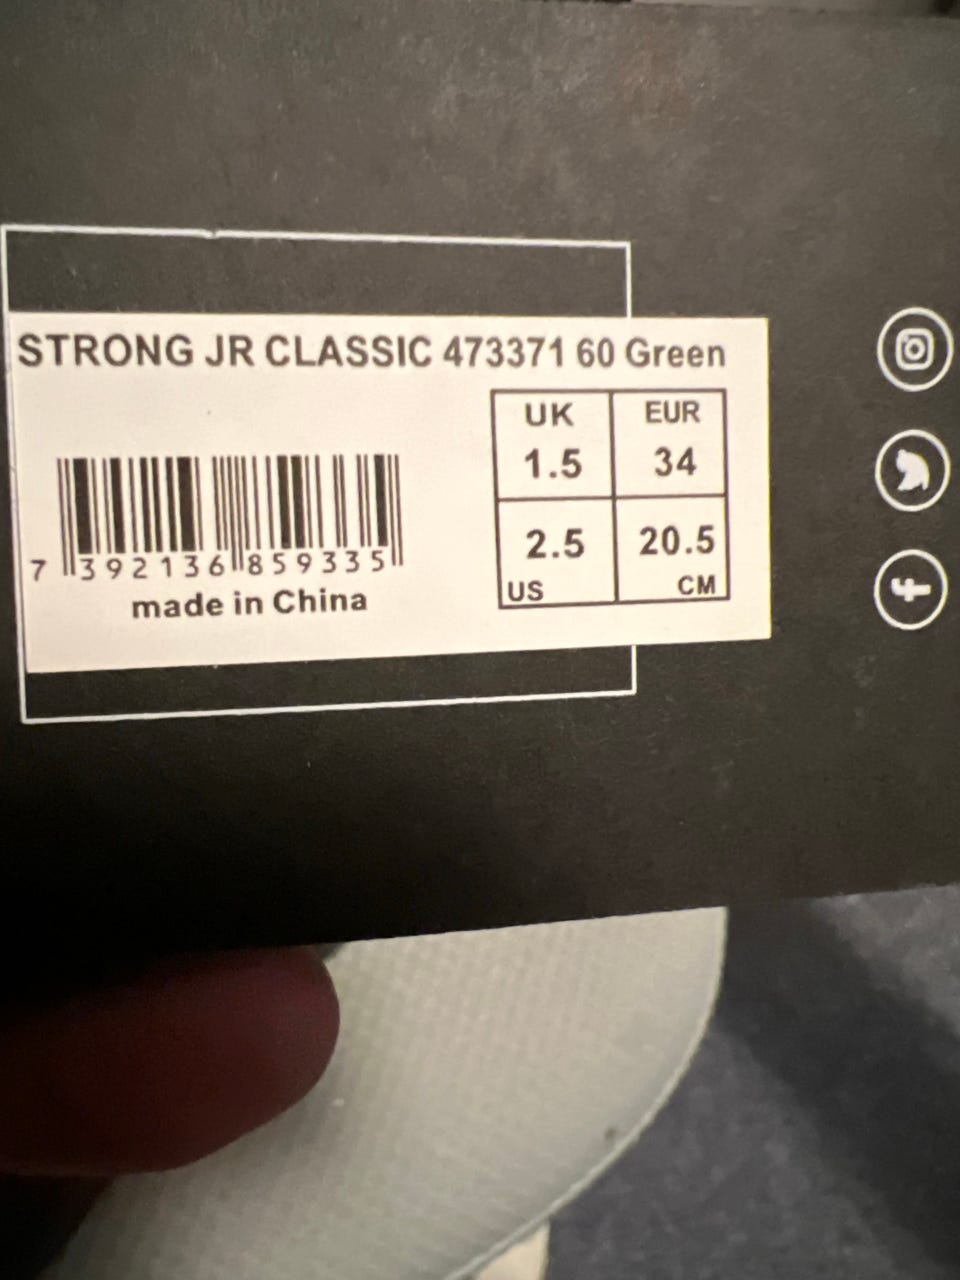 STRONG JR CLASSIC 473371 60 Green
UK EUR
1.5 34
2.5 20.5
US CM
7 392136 859335
made in China